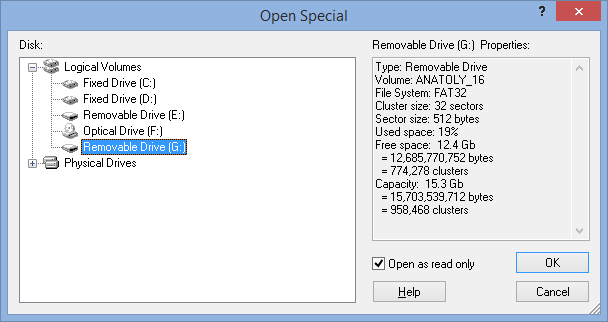 Open Special
?
Disk:
Logical Volumes
Fixed Drive (C:)
Fixed Drive (D:)
Removable Drive (E:)
Optical Drive (F:)
Removable Drive (G:)
Physical Drives
Removable Drive (G:) Properties:
Type: Removable Drive
Volume: ANATOLY_16
File System: FAT32
Cluster size: 32 sectors
Sector size: 512 bytes
Used space: 19%
Free space: 12.4 Gb
= 12,685,770,752 bytes
= 774,278 clusters
Capacity: 15.3 Gb
= 15,703,539,712 bytes
= 958,468 clusters
Open as read only
OK
Help
Cancel